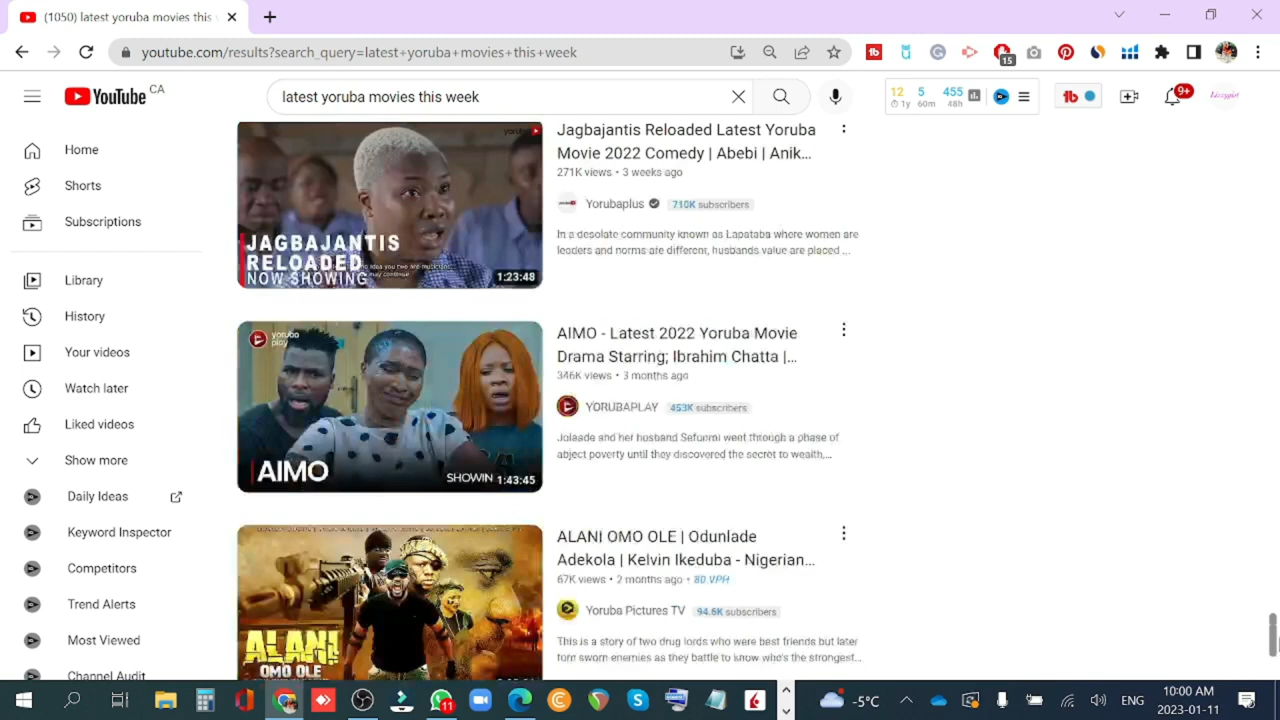 (1050) latest yoruba movies this
youtube.com/results?search_query=latest+yoruba+movies+this+week
15
YouTube CA
latest yoruba movies this week
12 5 455
1y 60m 48h
9+
Home
Shorts
Subscriptions
Library
History
Your videos
Watch later
Liked videos
Show more
Daily Ideas
Keyword Inspector
Competitors
Trend Alerts
Most Viewed
Channel Audit
JAGBAJANTIS
RELOADED
NOW SHOWING
1:23:48
Jagbajantis Reloaded Latest Yoruba
Movie 2022 Comedy | Abebi | Anik...
271K views • 3 weeks ago
Yorubaplus 710K subscribers
In a desolate community known as Lapataba where women are
leaders and norms are different, husbands value are placed ...
yoruba
play
AIMO
SHOWIN 1:43:45
AIMO - Latest 2022 Yoruba Movie
Drama Starring; Ibrahim Chatta |...
346K views • 3 months ago
YORUBAPLAY 453K subscribers
Jolaade and her husband Sefunmi went through a phase of
abject poverty until they discovered the secret to wealth,...
ALANI
OMO OLE
ALANI OMO OLE | Odunlade
Adekola | Kelvin Ikeduba - Nigerian...
67K views • 2 months ago • 80 VPH
Yoruba Pictures TV 94.6K subscribers
This is a story of two drug lords who were best friends but later
torn sworn enemies as they battle to know who's the strongest...
11
-5°C
ENG
10:00 AM
2023-01-11